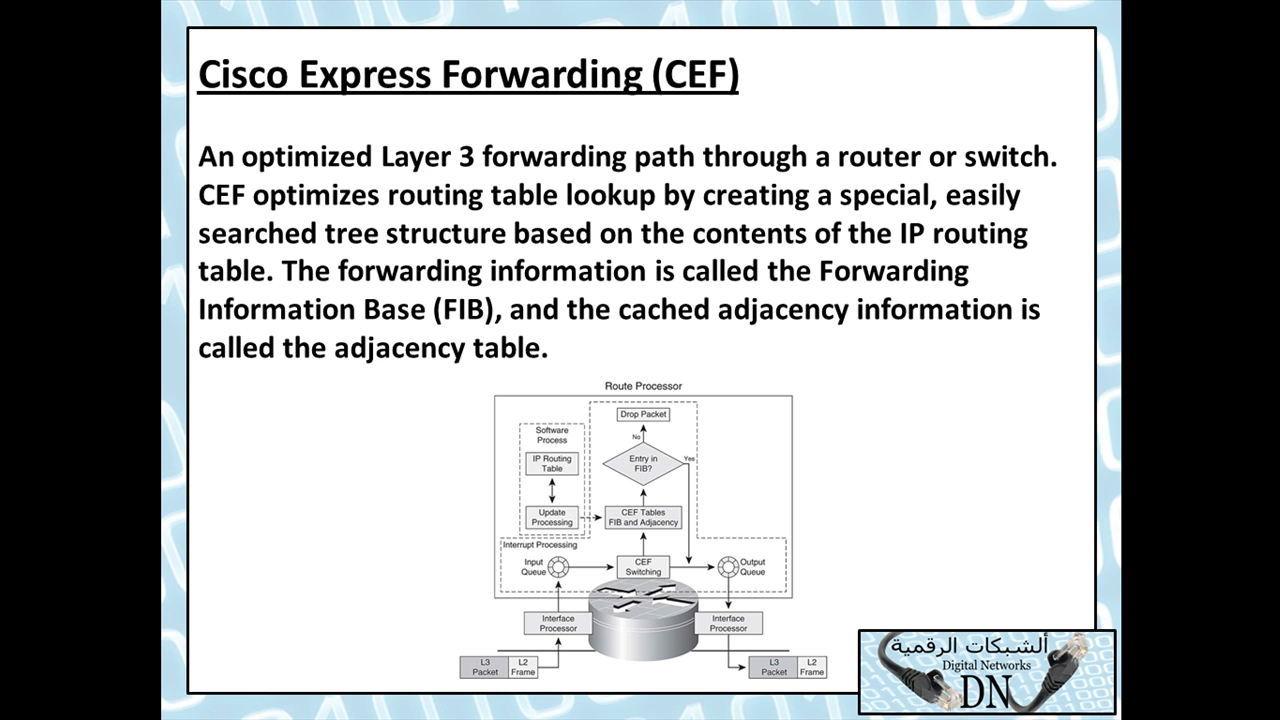 Cisco Express Forwarding (CEF)
An optimized Layer 3 forwarding path through a router or switch.
CEF optimizes routing table lookup by creating a special, easily
searched tree structure based on the contents of the IP routing
table. The forwarding information is called the Forwarding
Information Base (FIB), and the cached adjacency information is
called the adjacency table.
Route Processor
Drop Packet
Software
Process
No
IP Routing
Table
Entry in
FIB?
Yes
Update
Processing
CEF Tables
FIB and Adjacency
Interrupt Processing
Input
Queue
CEF
Switching
Output
Queue
Interface
Processor
Interface
Processor
L3
Packet
L2
Frame
L3
Packet
L2
Frame
ألشبكات الرقمية
Digital Networks
DN